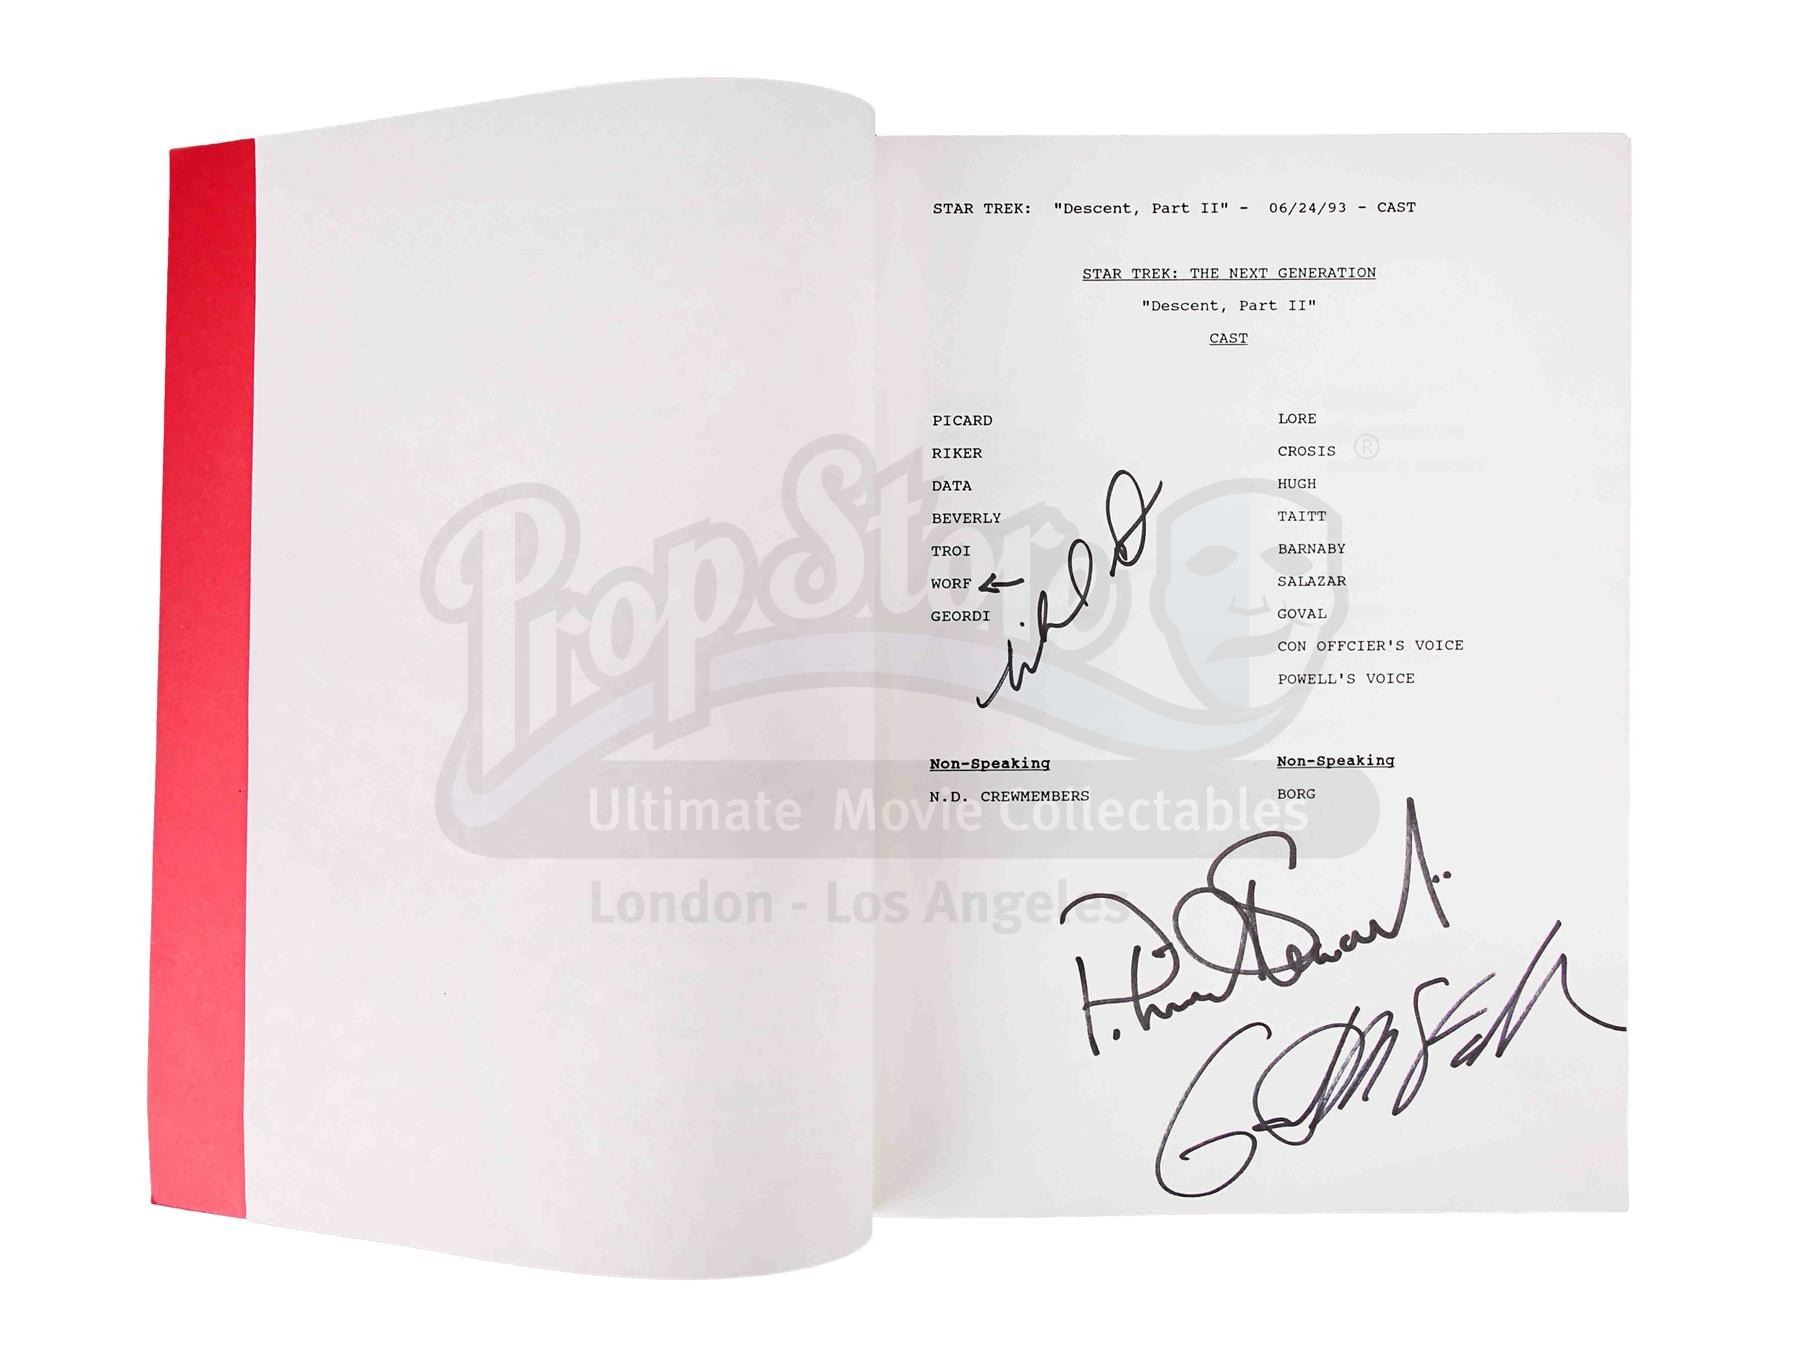 STAR TREK: "Descent, Part II" - 06/24/93 - CAST
STAR TREK: THE NEXT GENERATION
"Descent, Part II"
CAST
PICARD
RIKER
DATA
BEVERLY
TROI
WORF ←
GEORDI
LORE
CROSIS
HUGH
TAITT
BARNABY
SALAZAR
GOVAL
CON OFFCIER'S VOICE
POWELL'S VOICE
Non-Speaking
N.D. CREWMEMBERS
Non-Speaking
BORG
Stewart
PropStore ®
Ultimate Movie Collectables
London - Los Angeles